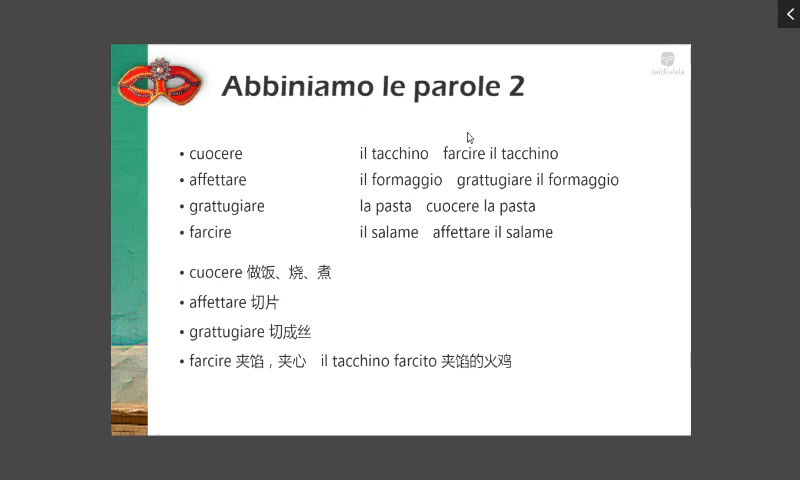 Abbiniamo le parole 2
kaidialala
• cuocere il tacchino farcire il tacchino
• affettare il formaggio grattugiare il formaggio
• grattugiare la pasta cuocere la pasta
• farcire il salame affettare il salame
• cuocere 做饭、烧、煮
• affettare 切片
• grattugiare 切成丝
• farcire 夹馅，夹心 il tacchino farcito 夹馅的火鸡